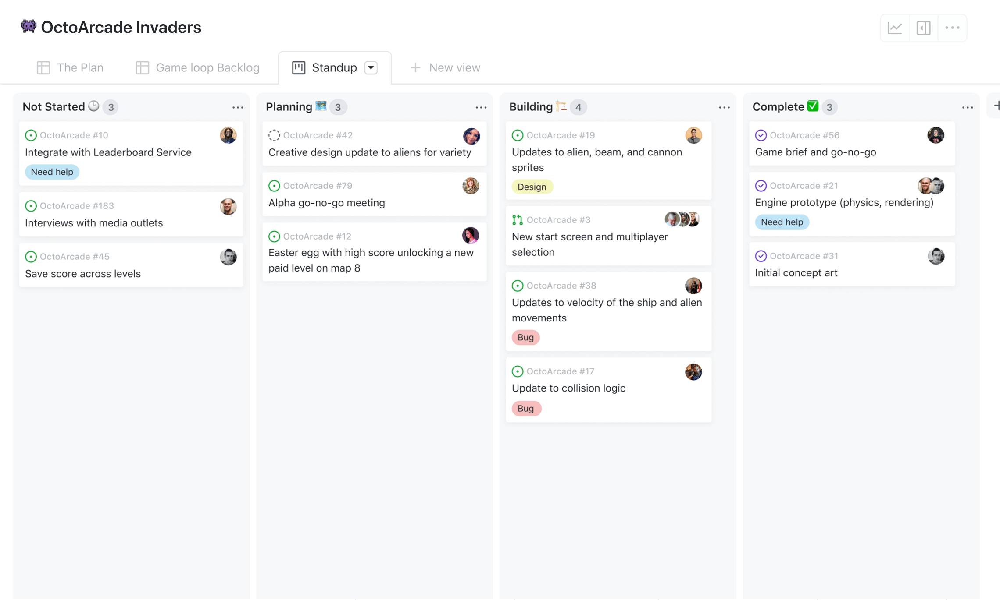 OctoArcade Invaders
The Plan
Game loop Backlog
Standup
New view
Not Started 3
OctoArcade #10
Integrate with Leaderboard Service
Need help
OctoArcade #183
Interviews with media outlets
OctoArcade #45
Save score across levels
Planning 3
OctoArcade #42
Creative design update to aliens for variety
OctoArcade #79
Alpha go-no-go meeting
OctoArcade #12
Easter egg with high score unlocking a new
paid level on map 8
Building 4
OctoArcade #19
Updates to alien, beam, and cannon
sprites
Design
OctoArcade #3
New start screen and multiplayer
selection
OctoArcade #38
Updates to velocity of the ship and alien
movements
Bug
OctoArcade #17
Update to collision logic
Bug
Complete 3
OctoArcade #56
Game brief and go-no-go
OctoArcade #21
Engine prototype (physics, rendering)
Need help
OctoArcade #31
Initial concept art